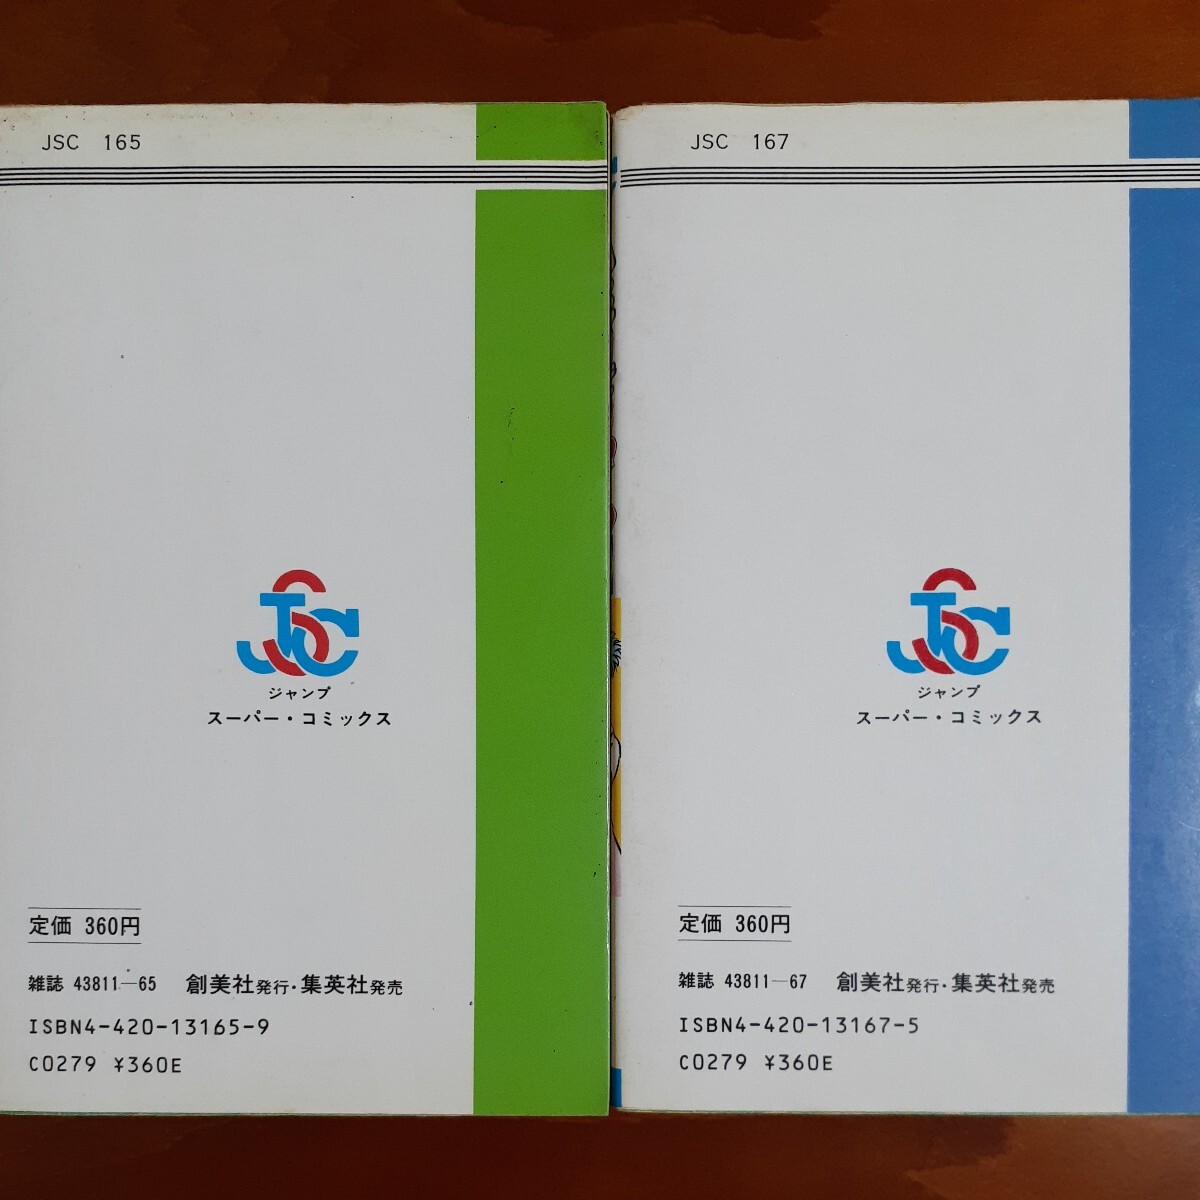 JSC 165
JSC
ジャンプ
スーパー・コミックス
定価 360円
雑誌 43811―65 創美社発行・集英社発売
ISBN4-420-13165-9
C0279 ¥360E
JSC 167
JSC
ジャンプ
スーパー・コミックス
定価 360円
雑誌 43811―67 創美社発行・集英社発売
ISBN4-420-13167-5
C0279 ¥360E